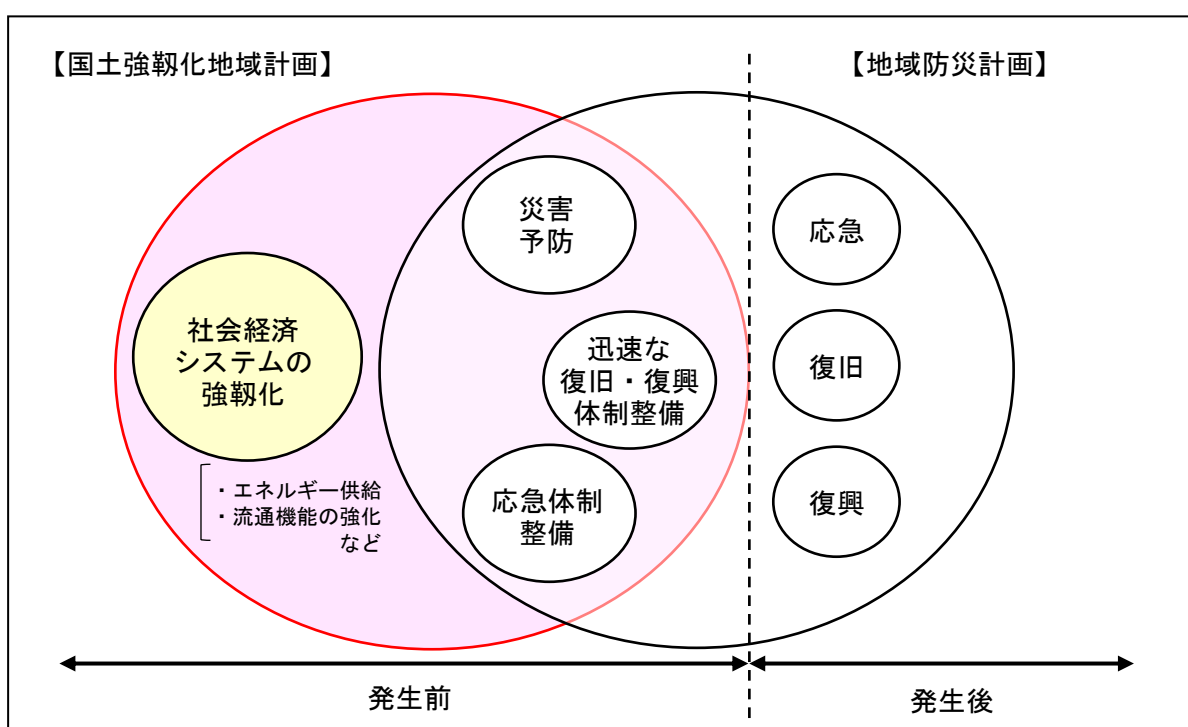 【国土強靱化地域計画】
【地域防災計画】
災害
予防
応急
社会経済
システムの
強靱化
迅速な
復旧・復興
体制整備
復旧
・エネルギー供給
・流通機能の強化
など
応急体制
整備
復興
発生前
発生後